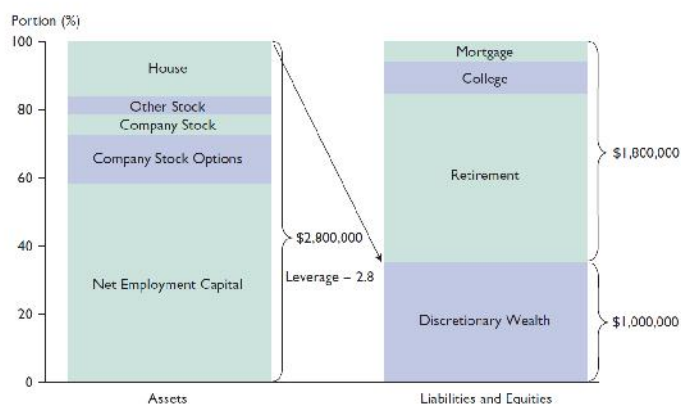 Portion (%)
100
80
60
40
20
0
House
Other Stock
Company Stock
Company Stock Options
Net Employment Capital
$2,800,000
Leverage – 2.8
Mortgage
College
Retirement
Discretionary Wealth
$1,800,000
$1,000,000
Assets
Liabilities and Equities